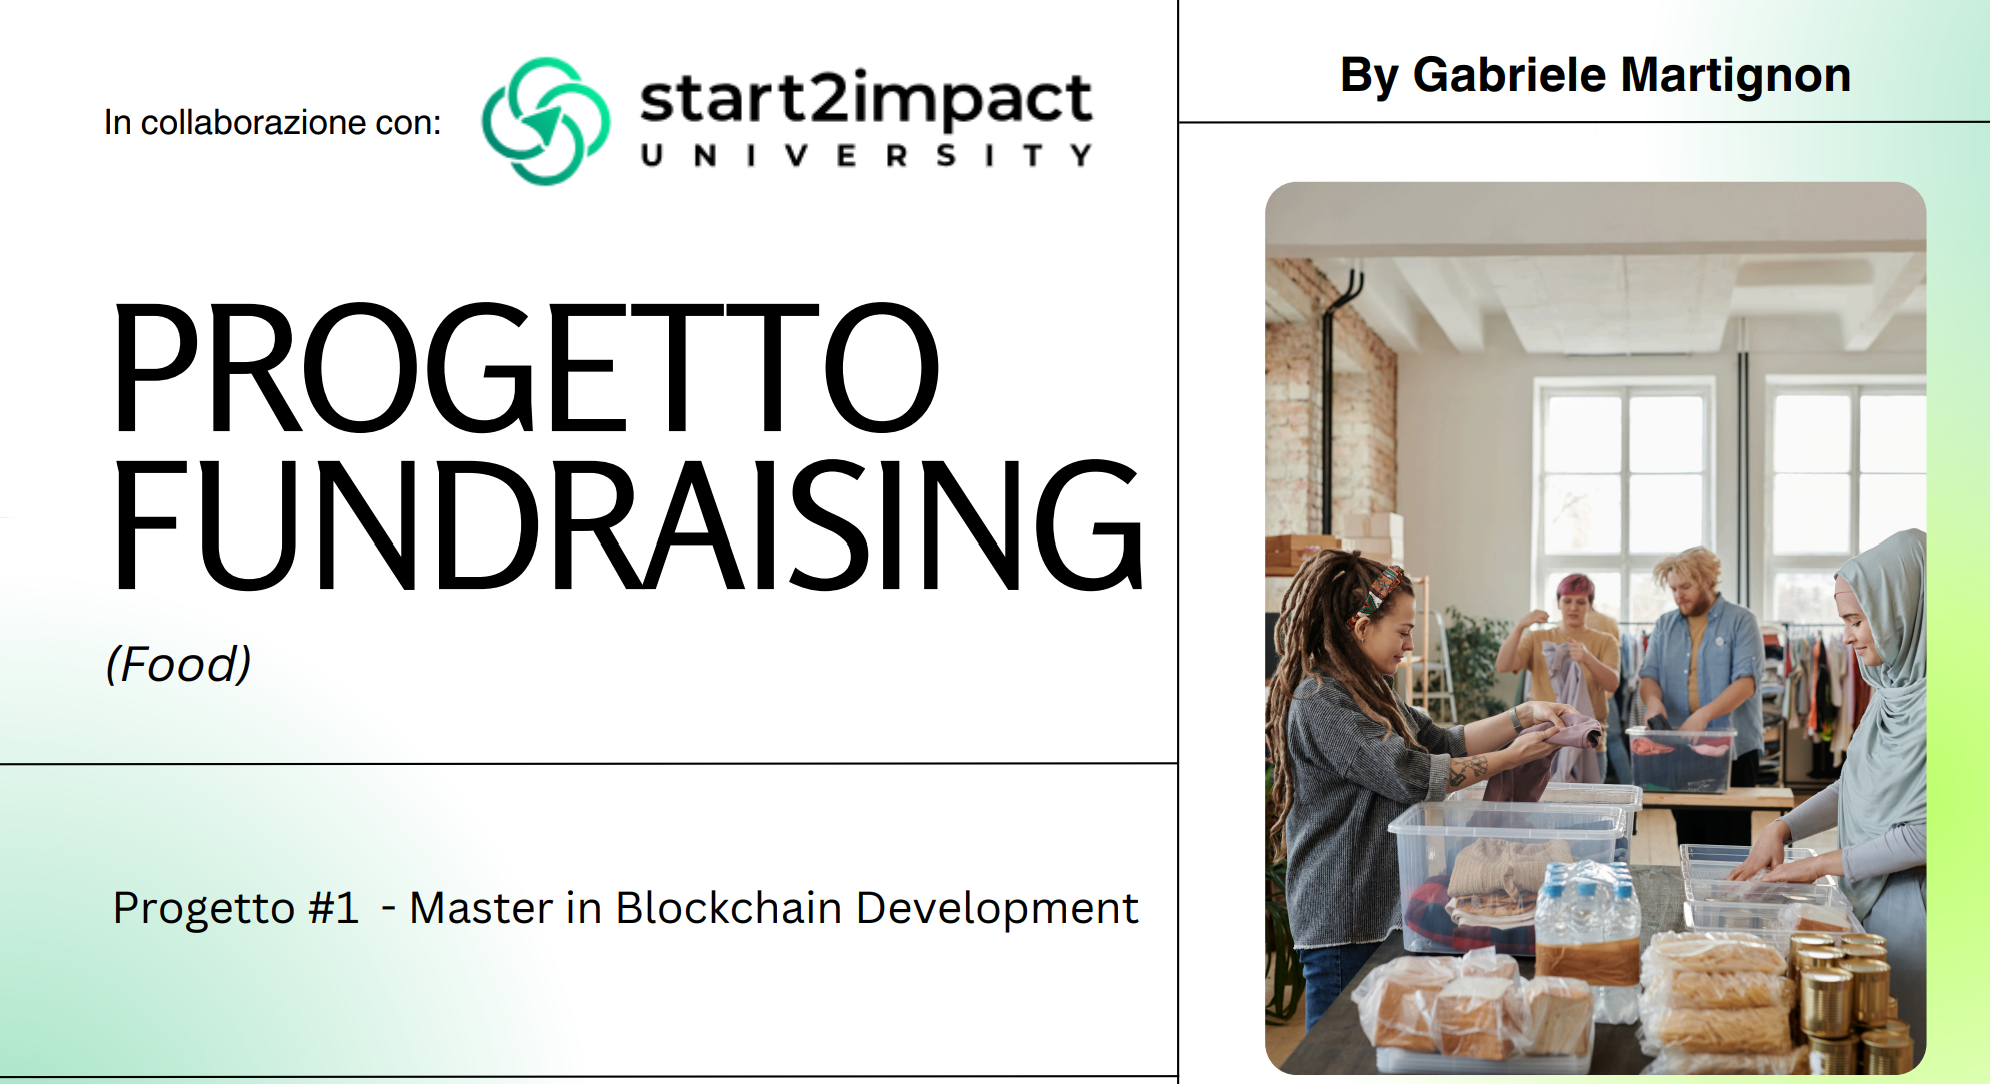 In collaborazione con:
start2impact
UNIVERSITY
By Gabriele Martignon
PROGETTO
FUNDRAISING
(Food)
Progetto #1 - Master in Blockchain Development